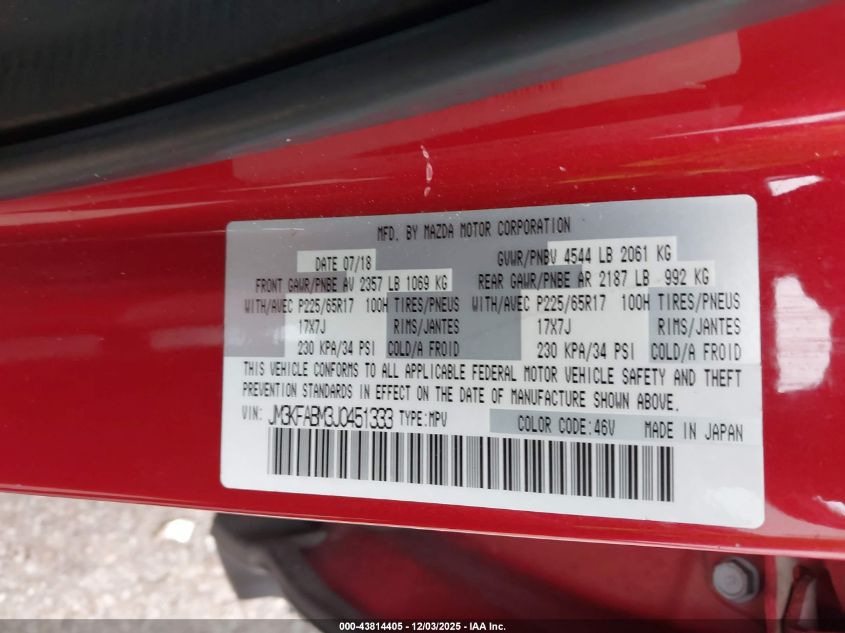 MFD. BY MAZDA MOTOR CORPORATION
DATE 07/18 GVWR/PNBV 4544 LB 2061 KG
FRONT GAWR/PNBE AV 2357 LB 1069 KG REAR GAWR/PNBE AR 2187 LB 992 KG
WITH/AVEC P225/65R17 100H TIRES/PNEUS WITH/AVEC P225/65R17 100H TIRES/PNEUS
17X7J RIMS/JANTES 17X7J RIMS/JANTES
230 KPA/34 PSI COLD/A FROID 230 KPA/34 PSI COLD/A FROID
THIS VEHICLE CONFORMS TO ALL APPLICABLE FEDERAL MOTOR VEHICLE SAFETY AND THEFT
PREVENTION STANDARDS IN EFFECT ON THE DATE OF MANUFACTURE SHOWN ABOVE.
VIN: JM3KFABM3J0451333 TYPE:MPV COLOR CODE:46V MADE IN JAPAN
000-43814405 - 12/03/2025 - IAA Inc.